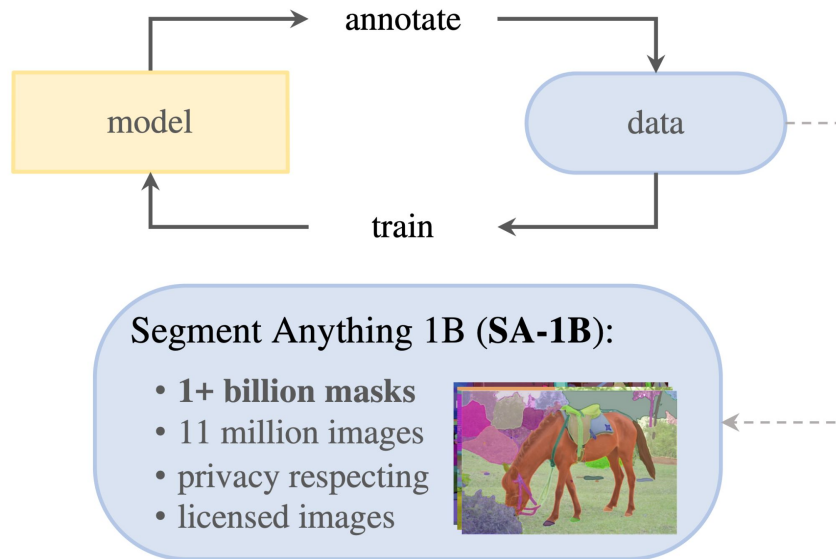 annotate
model
data
train
Segment Anything 1B (SA-1B):
• 1+ billion masks
• 11 million images
• privacy respecting
• licensed images